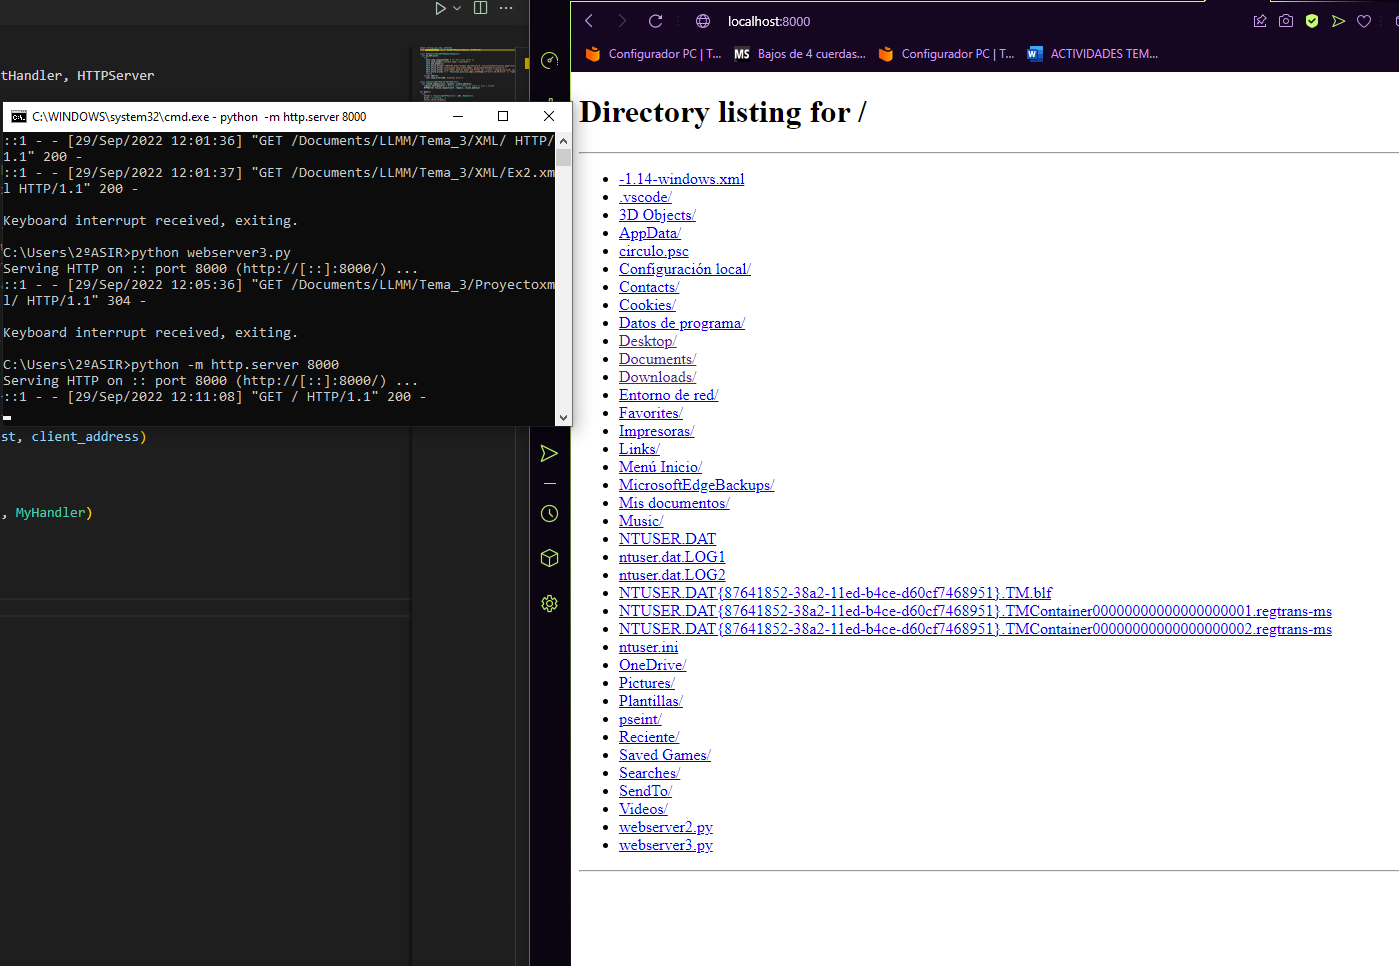 tHandler, HTTPServer
C:\WINDOWS\system32\cmd.exe - python  -m http.server 8000
::1 - - [29/Sep/2022 12:01:36] "GET /Documents/LLMM/Tema_3/XML/ HTTP/
1.1" 200 -
::1 - - [29/Sep/2022 12:01:37] "GET /Documents/LLMM/Tema_3/XML/Ex2.xm
l HTTP/1.1" 200 -
Keyboard interrupt received, exiting.
C:\Users\2ºASIR>python webserver3.py
Serving HTTP on :: port 8000 (http://[::]:8000/) ...
::1 - - [29/Sep/2022 12:05:36] "GET /Documents/LLMM/Tema_3/Proyectoxm
l/ HTTP/1.1" 304 -
Keyboard interrupt received, exiting.
C:\Users\2ºASIR>python -m http.server 8000
Serving HTTP on :: port 8000 (http://[::]:8000/) ...
::1 - - [29/Sep/2022 12:11:08] "GET / HTTP/1.1" 200 -
st, client_address)
, MyHandler)
localhost:8000
Configurador PC | T... MS Bajos de 4 cuerdas... Configurador PC | T... W ACTIVIDADES TEM...
Directory listing for /
-1.14-windows.xml
.vscode/
3D Objects/
AppData/
circulo.psc
Configuración local/
Contacts/
Cookies/
Datos de programa/
Desktop/
Documents/
Downloads/
Entorno de red/
Favorites/
Impresoras/
Links/
Menú Inicio/
MicrosoftEdgeBackups/
Mis documentos/
Music/
NTUSER.DAT
ntuser.dat.LOG1
ntuser.dat.LOG2
NTUSER.DAT{87641852-38a2-11ed-b4ce-d60cf7468951}.TM.blf
NTUSER.DAT{87641852-38a2-11ed-b4ce-d60cf7468951}.TMContainer00000000000000000001.regtrans-ms
NTUSER.DAT{87641852-38a2-11ed-b4ce-d60cf7468951}.TMContainer00000000000000000002.regtrans-ms
ntuser.ini
OneDrive/
Pictures/
Plantillas/
pseint/
Reciente/
Saved Games/
Searches/
SendTo/
Videos/
webserver2.py
webserver3.py